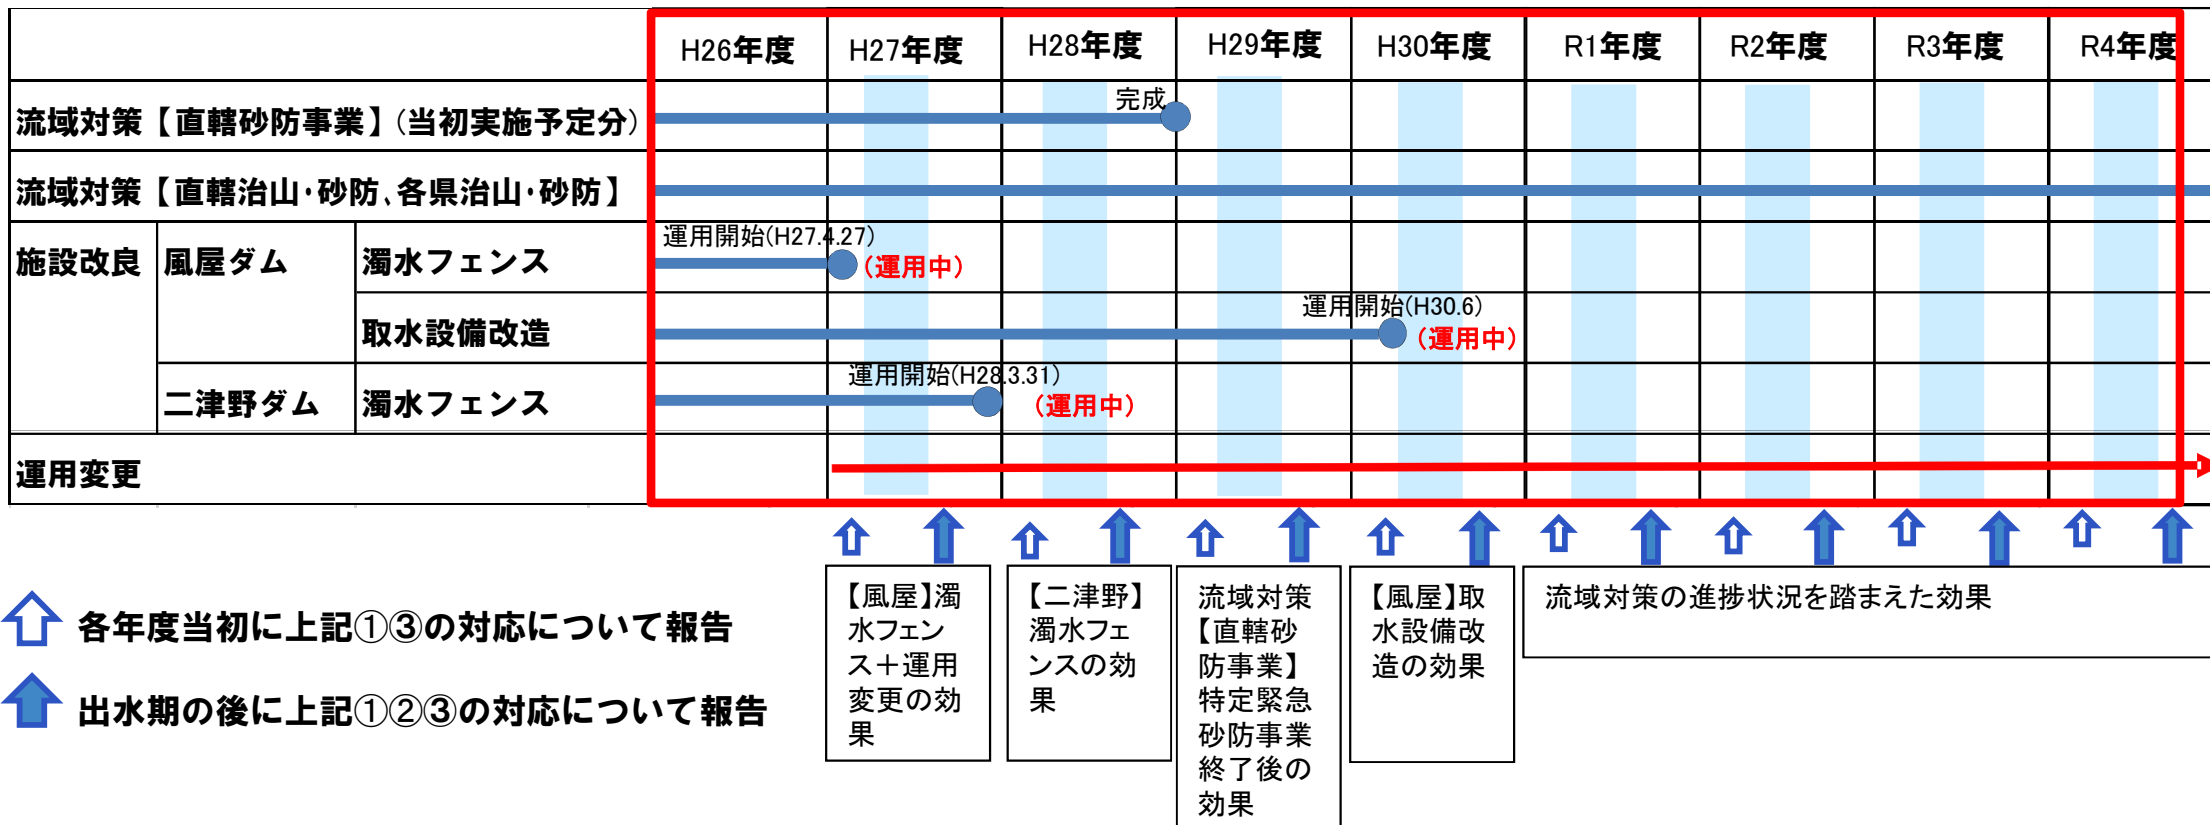 H26年度 H27年度 H28年度 H29年度 H30年度 R1年度 R2年度 R3年度 R4年度
流域対策【直轄砂防事業】(当初実施予定分)
完成
流域対策【直轄治山・砂防、各県治山・砂防】
施設改良 風屋ダム 濁水フェンス
運用開始(H27.4.27)
(運用中)
取水設備改造
運用開始(H30.6)
(運用中)
二津野ダム 濁水フェンス
運用開始(H28.3.31)
(運用中)
運用変更
【風屋】濁
水フェン
ス＋運用
変更の効
果
【二津野】
濁水フェ
ンスの効
果
流域対策
【直轄砂
防事業】
特定緊急
砂防事業
終了後の
効果
【風屋】取
水設備改
造の効果
流域対策の進捗状況を踏まえた効果
各年度当初に上記①③の対応について報告
出水期の後に上記①②③の対応について報告